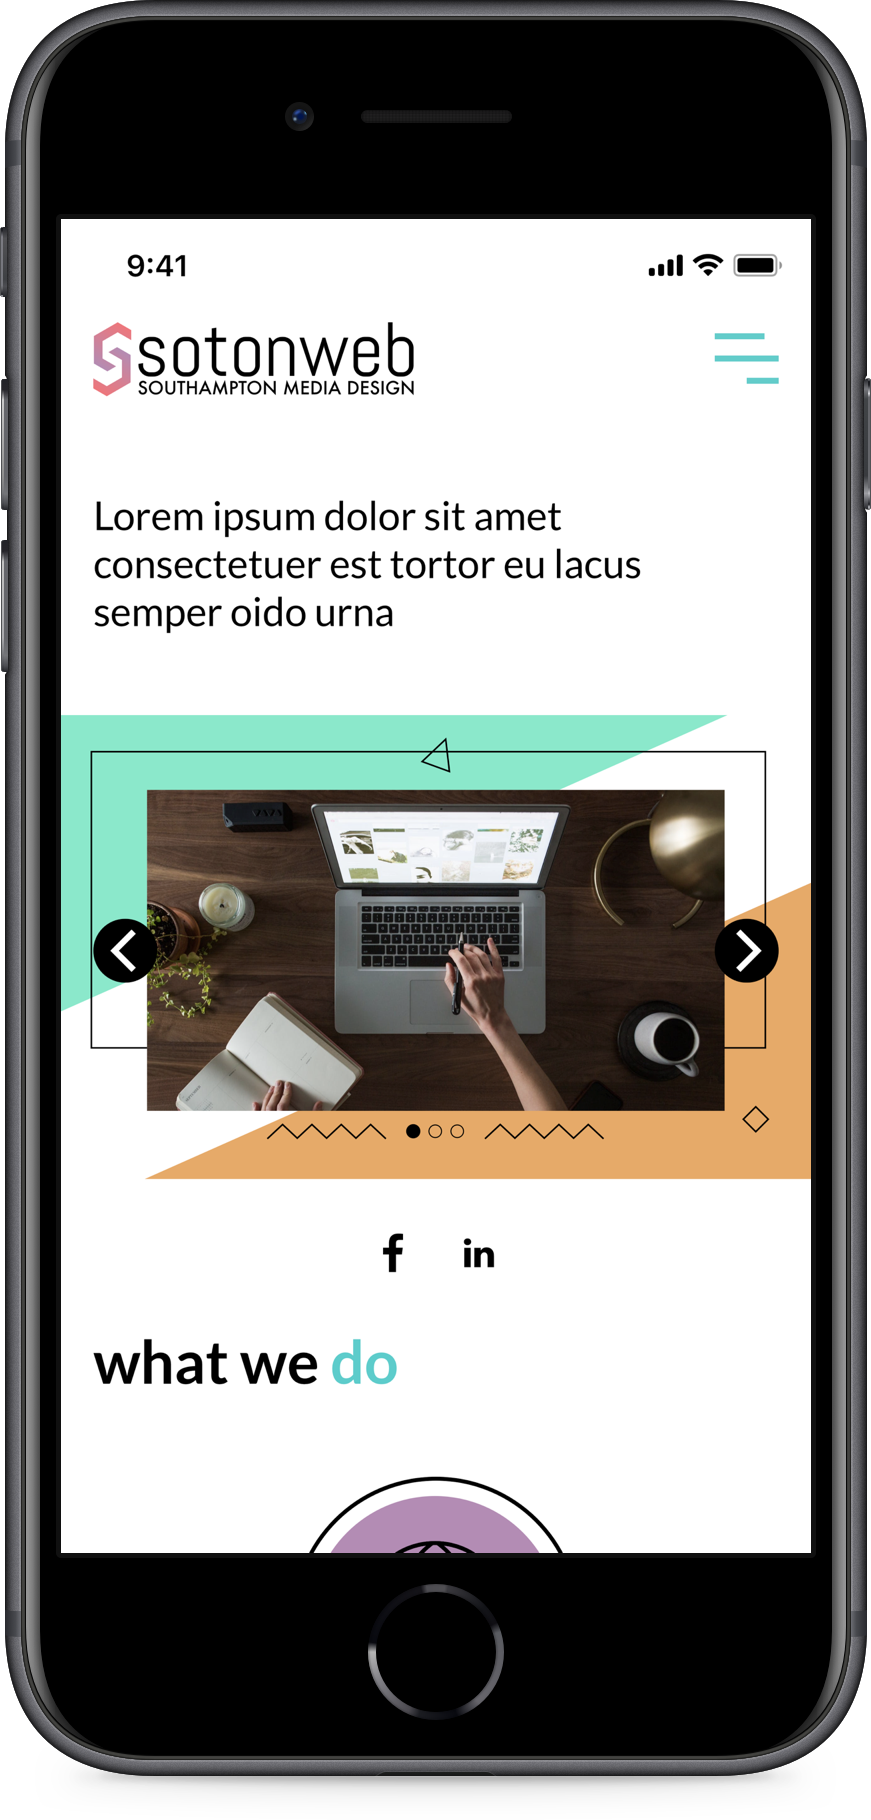 9:41
sotonweb
SOUTHAMPTON MEDIA DESIGN
Lorem ipsum dolor sit amet
consectetuer est tortor eu lacus
semper oido urna
f in
what we do